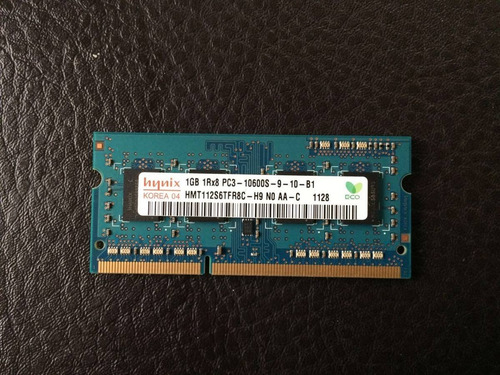 hynix 1GB 1Rx8 PC3-10600S-9-10-B1
KOREA 04 HMT112S6TFR8C-H9 N0 AA-C 1128
eco